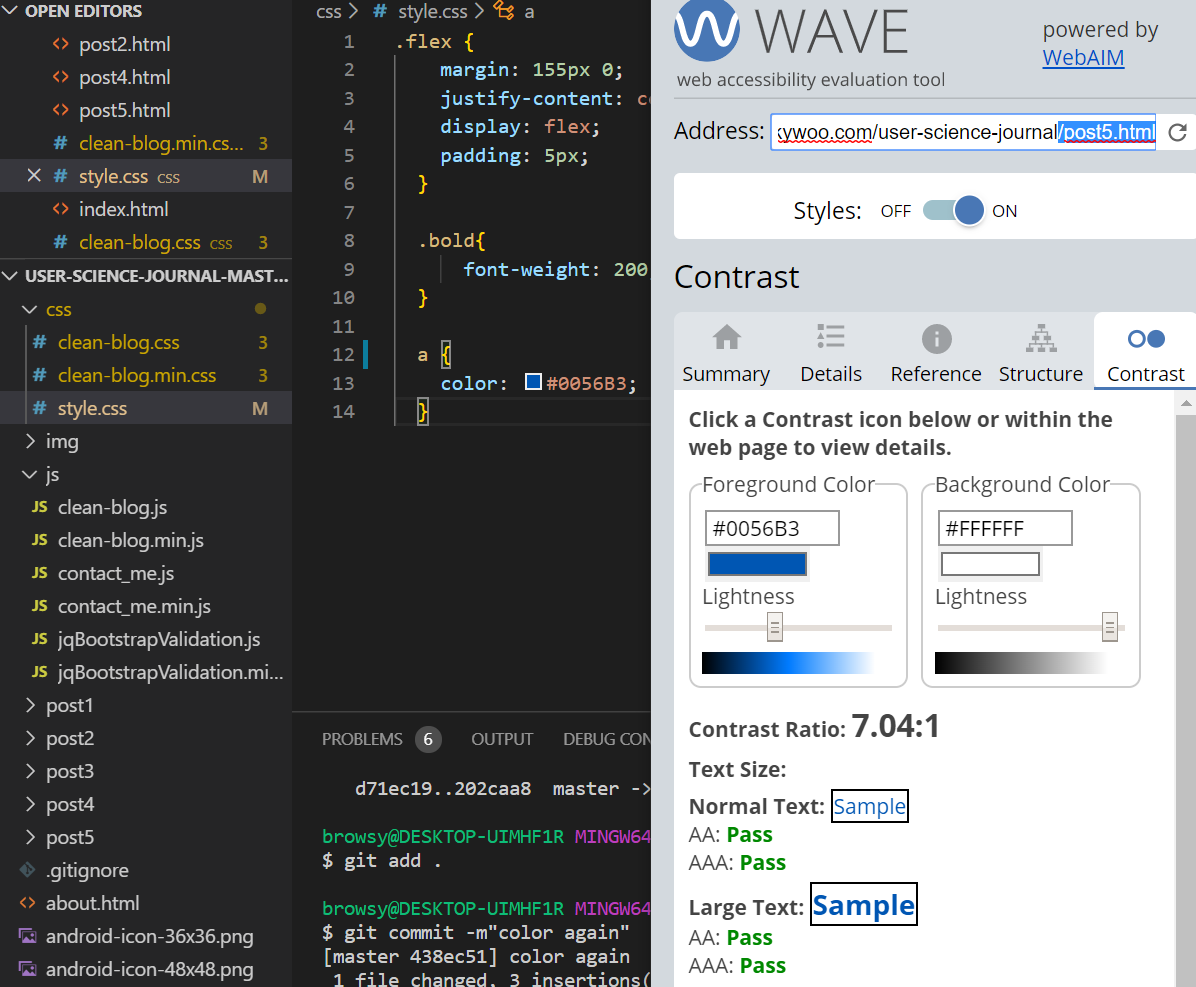 OPEN EDITORS
<> post2.html
<> post4.html
<> post5.html
# clean-blog.min.cs... 3
× # style.css css M
<> index.html
# clean-blog.css css 3
USER-SCIENCE-JOURNAL-MAST...
css
# clean-blog.css 3
# clean-blog.min.css 3
# style.css M
> img
js
JS clean-blog.js
JS clean-blog.min.js
JS contact_me.js
JS contact_me.min.js
JS jqBootstrapValidation.js
JS jqBootstrapValidation.mi...
> post1
> post2
> post3
> post4
> post5
.gitignore
<> about.html
android-icon-36x36.png
android-icon-48x48.png
css > # style.css > a
1 .flex {
2 margin: 155px 0;
3 justify-content: c
4 display: flex;
5 padding: 5px;
6 }
7
8 .bold{
9 font-weight: 200
10 }
11
12 a {
13 color: #0056B3;
14 }
PROBLEMS 6 OUTPUT DEBUG CON
d71ec19..202caa8 master ->
browsy@DESKTOP-UIMHF1R MINGW64
$ git add .
browsy@DESKTOP-UIMHF1R MINGW64
$ git commit -m"color again"
[master 438ec51] color again
1 file changed, 3 insertions(
WAVE
web accessibility evaluation tool
powered by
WebAIM
Address: xywoo.com/user-science-journal/post5.html
Styles: OFF ON
Contrast
Summary Details Reference Structure Contrast
Click a Contrast icon below or within the
web page to view details.
Foreground Color Background Color
#0056B3 #FFFFFF
Lightness Lightness
Contrast Ratio: 7.04:1
Text Size:
Normal Text: Sample
AA: Pass
AAA: Pass
Large Text: Sample
AA: Pass
AAA: Pass